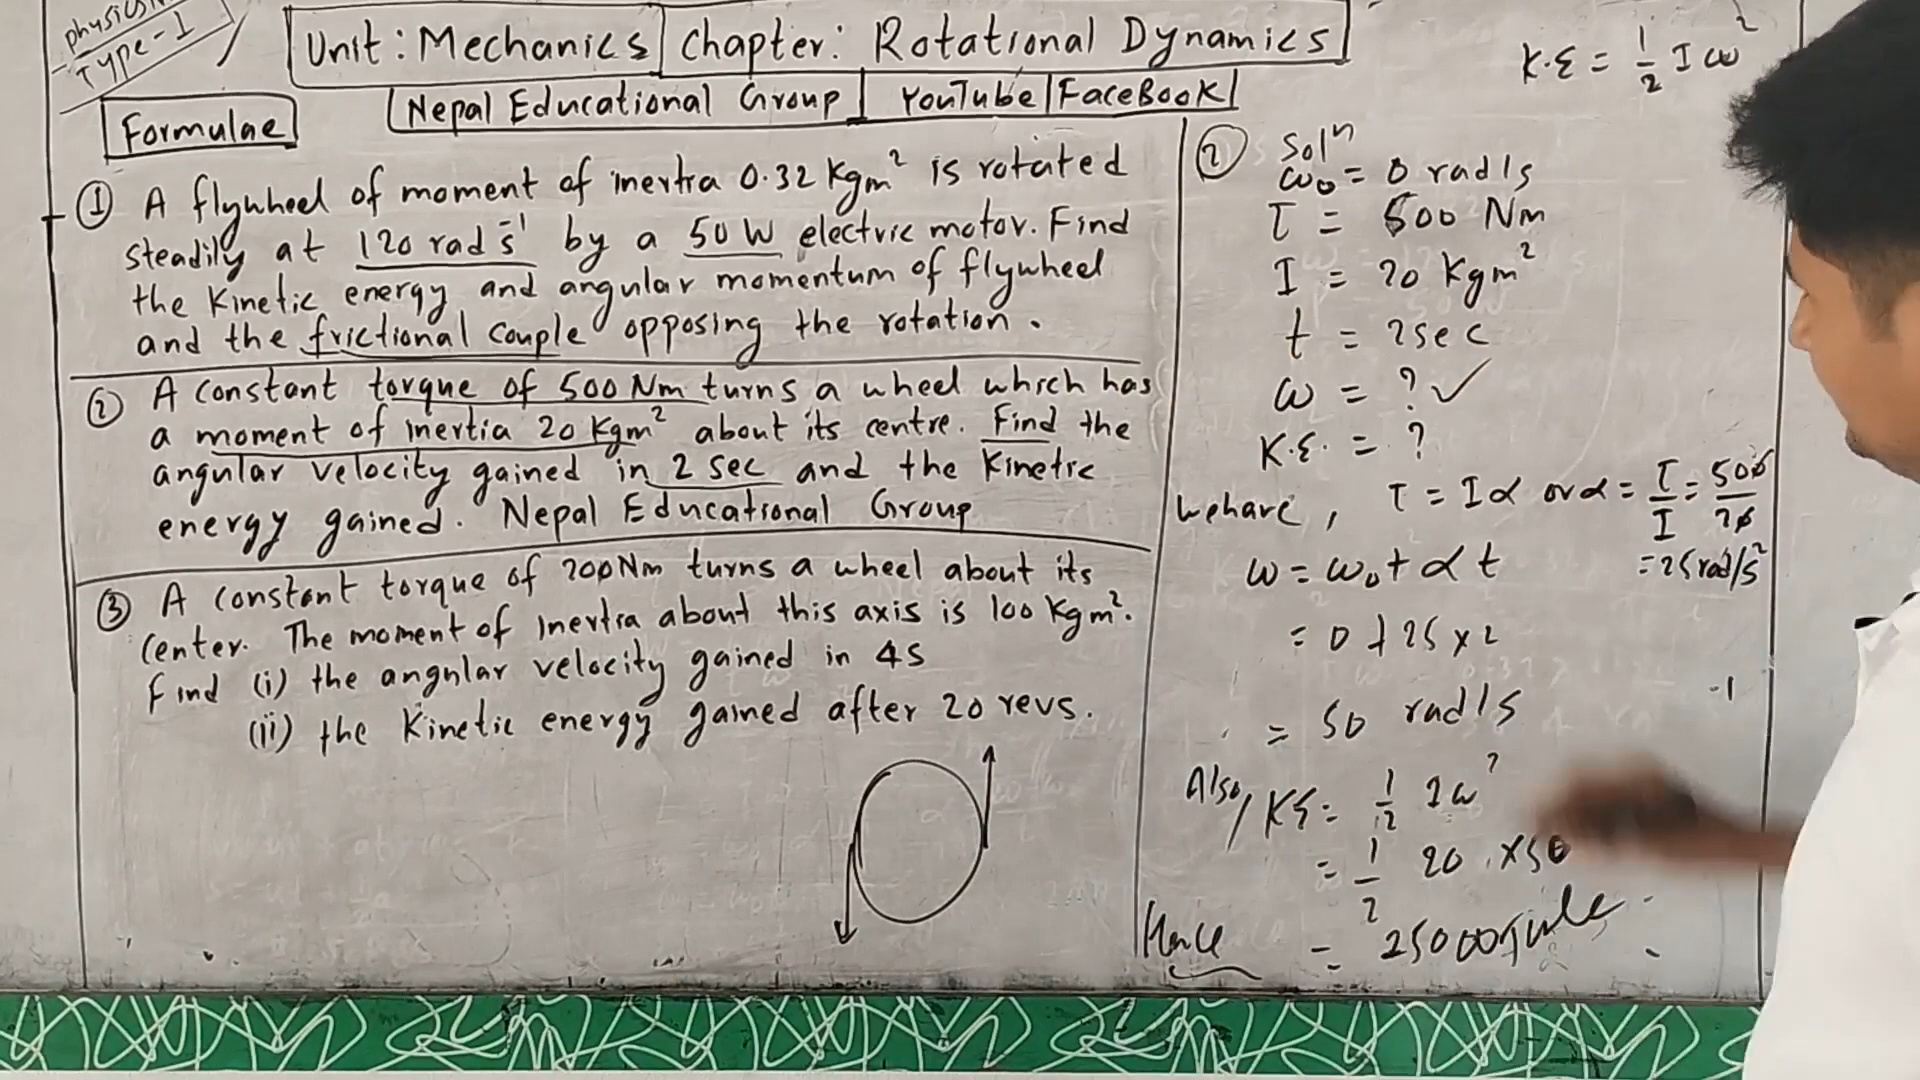 Type-I
Unit: Mechanics Chapter: Rotational Dynamics
Nepal Educational Group YouTube|FaceBook|
Formulae
① A flywheel of moment of inertia 0.32 Kgm² is rotated
steadily at 120 rad s⁻¹ by a 50W electric motor. Find
the Kinetic energy and angular momentum of flywheel
and the frictional couple opposing the rotation.
② A constant torque of 500 Nm turns a wheel which has
a moment of inertia 20 Kgm² about its centre. Find the
angular velocity gained in 2 sec and the Kinetic
energy gained. Nepal Educational Group
③ A constant torque of 200Nm turns a wheel about its
center. The moment of Inertia about this axis is 100 Kgm².
Find (i) the angular velocity gained in 4s
(ii) the Kinetic energy gained after 20 revs.
K.E = 1/2 I ω²
② Solⁿ
ω₀ = 0 rad/s
τ = 500 Nm
I = 20 Kgm²
t = 2sec
ω = ? ✓
K.E. = ?
We have, τ = Iα or α = τ/I = 500/20
= 25 rad/s²
ω = ω₀ + αt
= 0 + 25 × 2
= 50 rad/s
-1
Also, KE = 1/2 Iω²
= 1/2 20 × 50
Hence = 25000 Jule